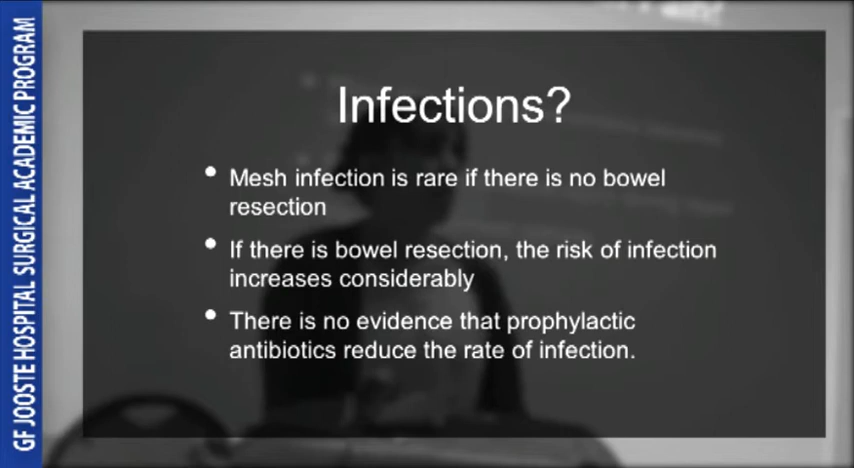 GF JOOSTE HOSPITAL SURGICAL ACADEMIC PROGRAM
Infections?
• Mesh infection is rare if there is no bowel
resection
• If there is bowel resection, the risk of infection
increases considerably
• There is no evidence that prophylactic
antibiotics reduce the rate of infection.